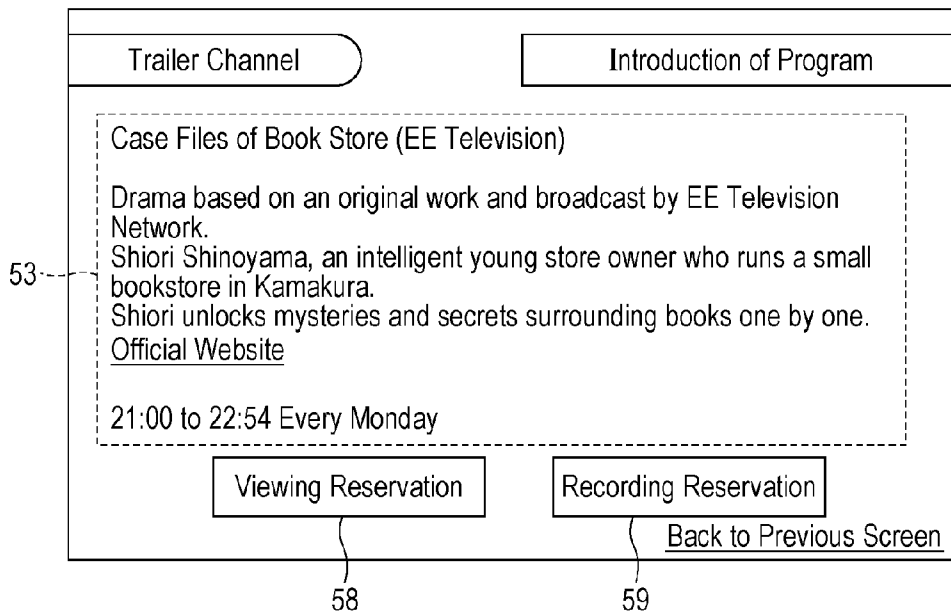 Trailer Channel
Introduction of Program
Case Files of Book Store (EE Television)
Drama based on an original work and broadcast by EE Television
Network.
Shiori Shinoyama, an intelligent young store owner who runs a small
53
bookstore in Kamakura.
Shiori unlocks mysteries and secrets surrounding books one by one.
Official Website
21:00 to 22:54 Every Monday
Viewing Reservation
Recording Reservation
Back to Previous Screen
58
59